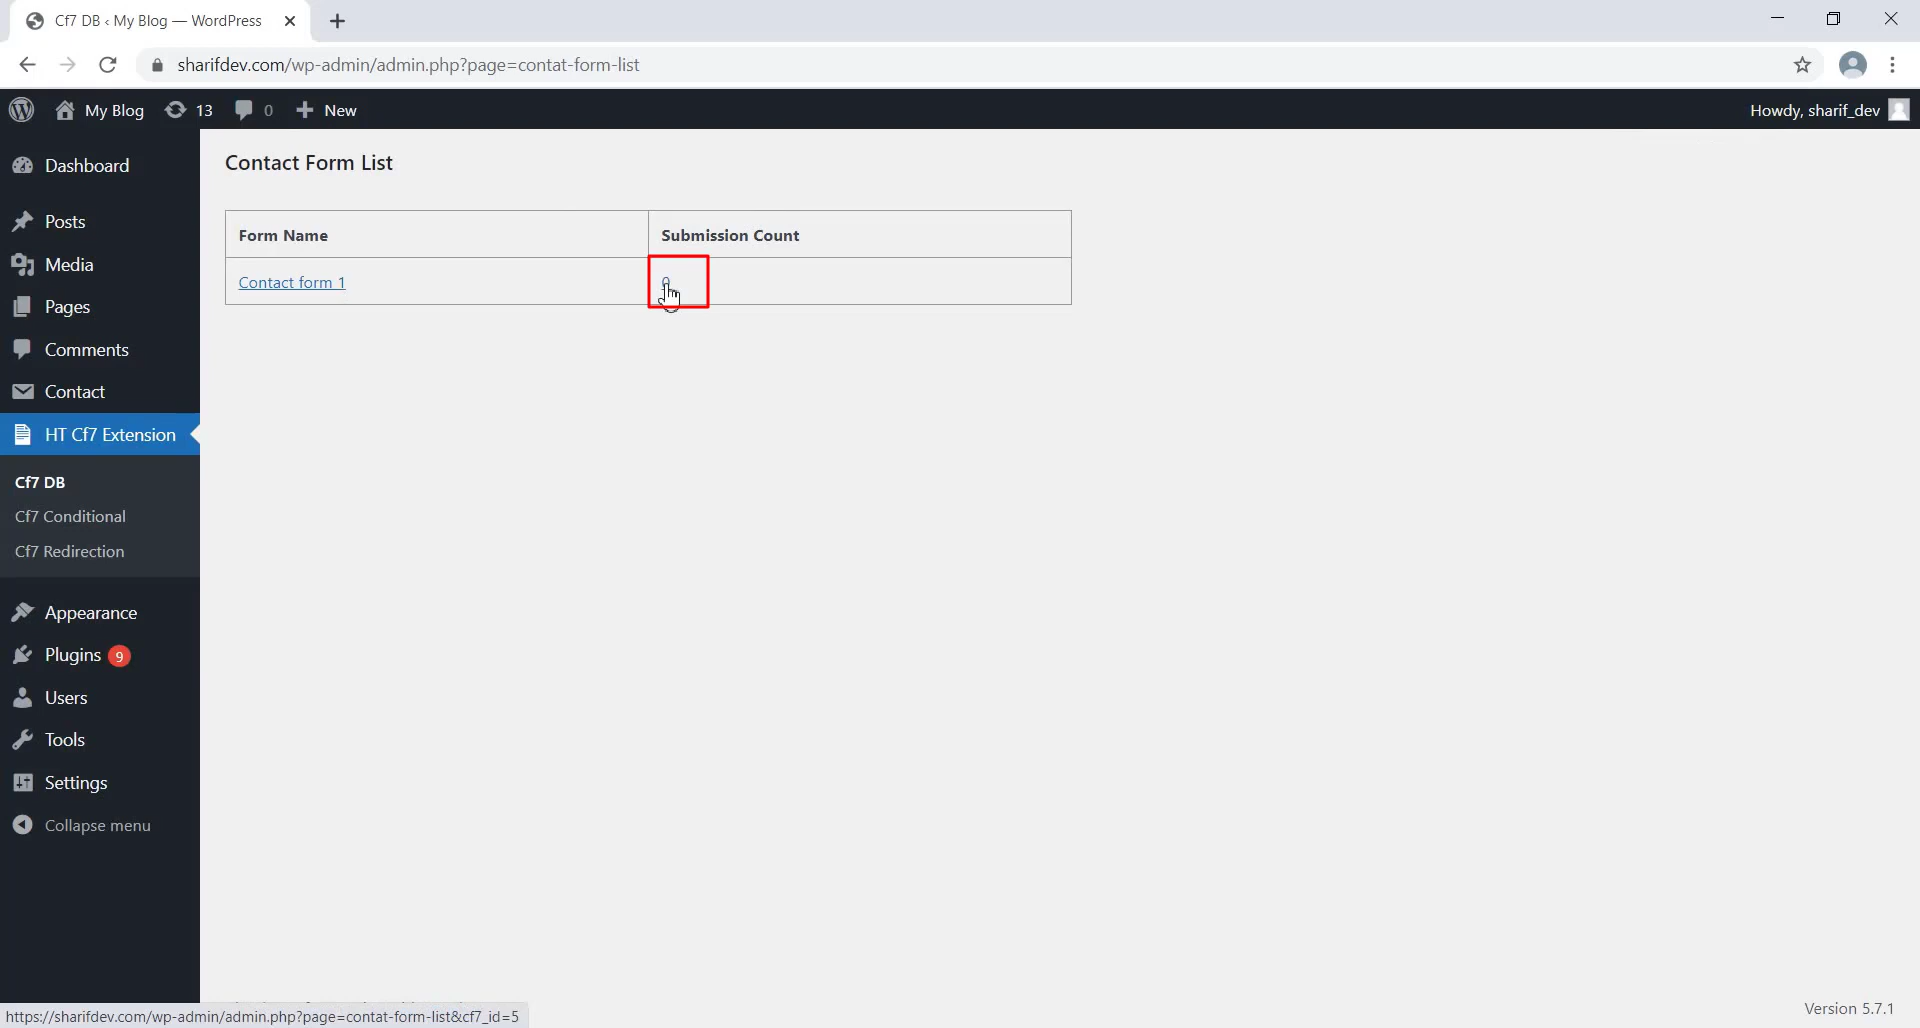 Cf7 DB ‹ My Blog — WordPress
sharifdev.com/wp-admin/admin.php?page=contat-form-list
My Blog 13 0 New
Howdy, sharif_dev
Dashboard
Posts
Media
Pages
Comments
Contact
HT Cf7 Extension
Cf7 DB
Cf7 Conditional
Cf7 Redirection
Appearance
Plugins 9
Users
Tools
Settings
Collapse menu
Contact Form List
Form Name Submission Count
Contact form 1 0
https://sharifdev.com/wp-admin/admin.php?page=contat-form-list&cf7_id=5
Version 5.7.1